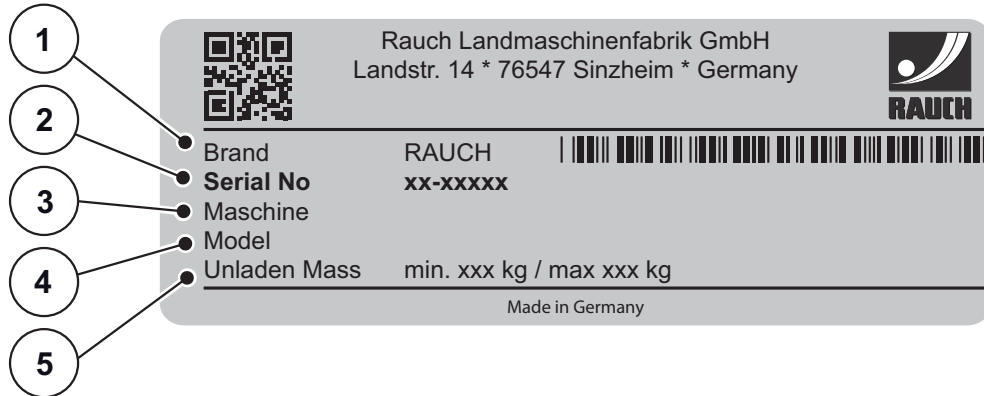 Rauch Landmaschinenfabrik GmbH
Landstr. 14 * 76547 Sinzheim * Germany
RAUCH
1
2
3
4
5
Brand RAUCH
Serial No xx-xxxxx
Maschine
Model
Unladen Mass min. xxx kg / max xxx kg
Made in Germany